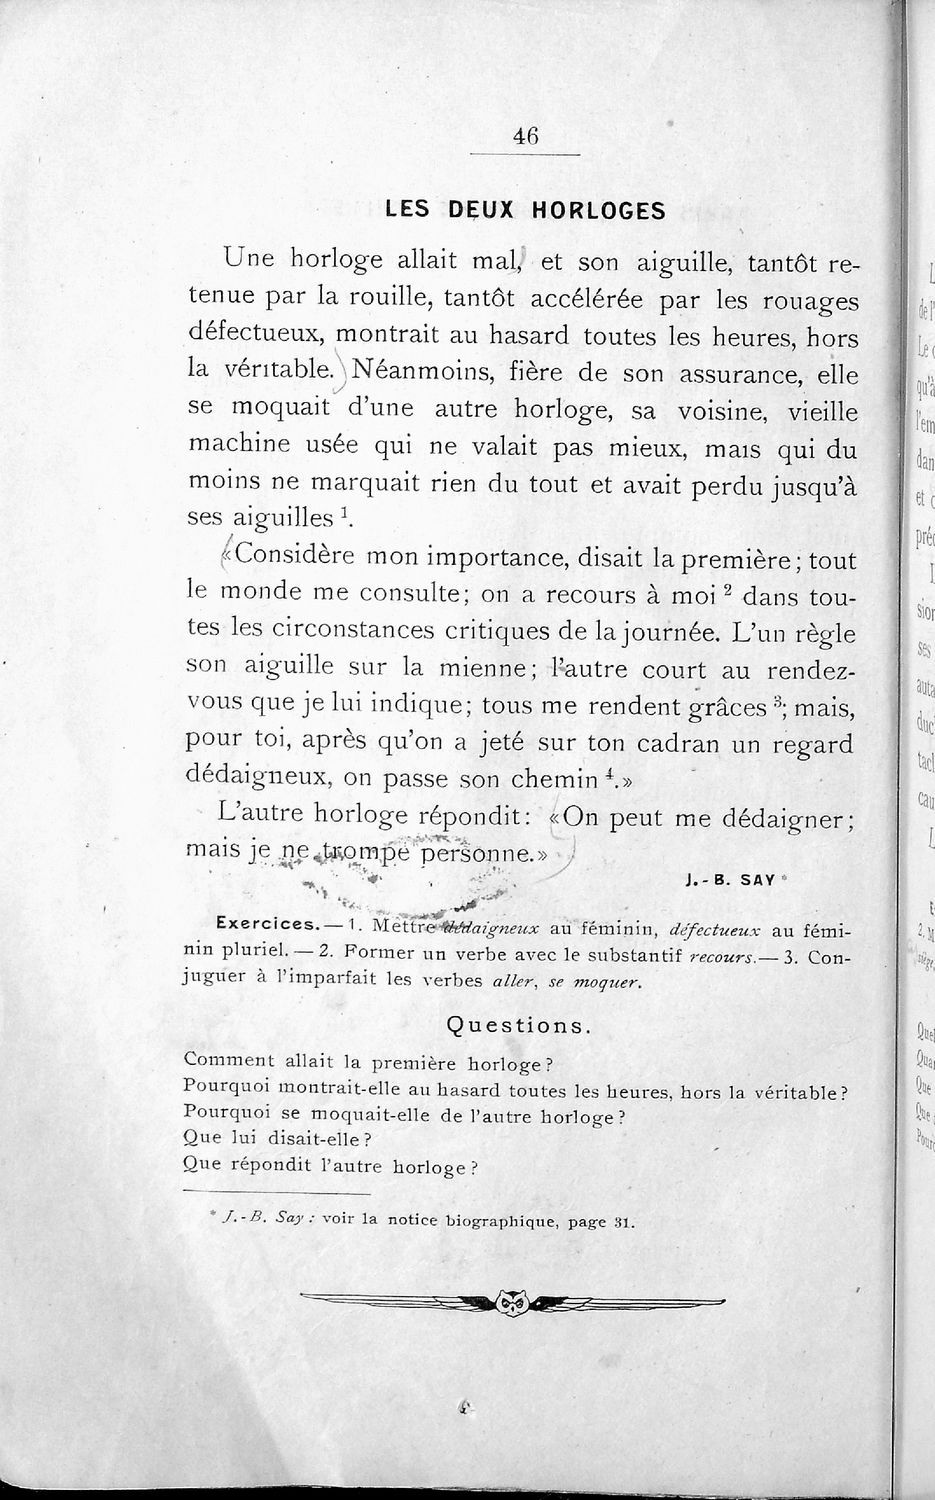 46
LES DEUX HORLOGES
Une horloge allait mal, et son aiguille, tantôt re-
tenue par la rouille, tantôt accélérée par les rouages
défectueux, montrait au hasard toutes les heures, hors
la véritable. Néanmoins, fière de son assurance, elle
se moquait d'une autre horloge, sa voisine, vieille
machine usée qui ne valait pas mieux, mais qui du
moins ne marquait rien du tout et avait perdu jusqu'à
ses aiguilles ¹.
«Considère mon importance, disait la première; tout
le monde me consulte; on a recours à moi ² dans tou-
tes les circonstances critiques de la journée. L'un règle
son aiguille sur la mienne; l'autre court au rendez-
vous que je lui indique; tous me rendent grâces ³; mais,
pour toi, après qu'on a jeté sur ton cadran un regard
dédaigneux, on passe son chemin ⁴.»
L'autre horloge répondit: «On peut me dédaigner;
mais je ne trompe personne.»
J.-B. SAY *
Exercices.— 1. Mettre dédaigneux au féminin, défectueux au fémi-
nin pluriel. — 2. Former un verbe avec le substantif recours.— 3. Con-
juguer à l'imparfait les verbes aller, se moquer.
Questions.
Comment allait la première horloge?
Pourquoi montrait-elle au hasard toutes les heures, hors la véritable?
Pourquoi se moquait-elle de l'autre horloge?
Que lui disait-elle?
Que répondit l'autre horloge?
* J.-B. Say: voir la notice biographique, page 31.